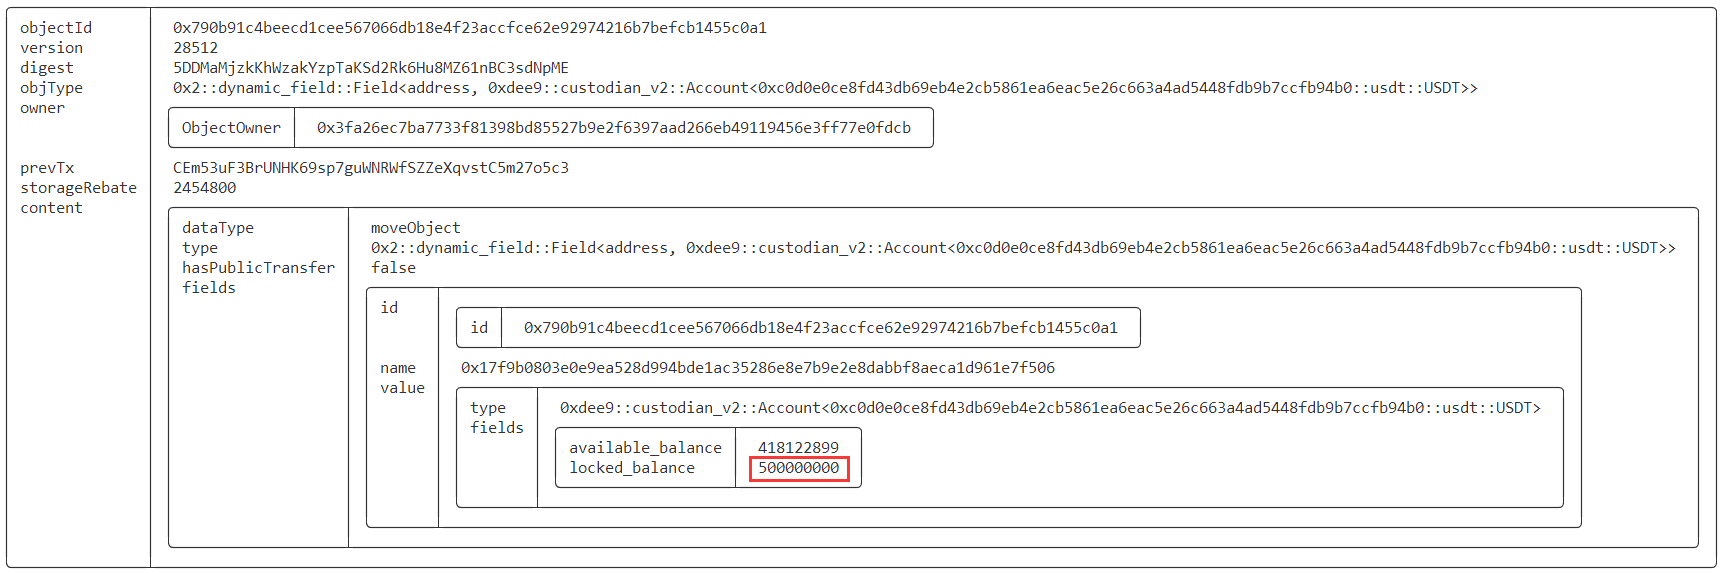 objectId 0x790b91c4beecd1cee567066db18e4f23accfce62e92974216b7befcb1455c0a1
version 28512
digest 5DDMaMjzkKhWzakYzpTaKSd2Rk6Hu8MZ61nBC3sdNpME
objType 0x2::dynamic_field::Field<address, 0xdee9::custodian_v2::Account<0xc0d0e0ce8fd43db69eb4e2cb5861ea6eac5e26c663a4ad5448fdb9b7ccfb94b0::usdt::USDT>>
owner
ObjectOwner 0x3fa26ec7ba7733f81398bd85527b9e2f6397aad266eb49119456e3ff77e0fdcb
prevTx CEm53uF3BrUNHK69sp7guWNRWfSZZeXqvstC5m27o5c3
storageRebate 2454800
content
dataType moveObject
type 0x2::dynamic_field::Field<address, 0xdee9::custodian_v2::Account<0xc0d0e0ce8fd43db69eb4e2cb5861ea6eac5e26c663a4ad5448fdb9b7ccfb94b0::usdt::USDT>>
hasPublicTransfer false
fields
id
id 0x790b91c4beecd1cee567066db18e4f23accfce62e92974216b7befcb1455c0a1
name 0x17f9b0803e0e9ea528d994bde1ac35286e8e7b9e2e8dabbf8aeca1d961e7f506
value
type 0xdee9::custodian_v2::Account<0xc0d0e0ce8fd43db69eb4e2cb5861ea6eac5e26c663a4ad5448fdb9b7ccfb94b0::usdt::USDT>
fields
available_balance 418122899
locked_balance 500000000